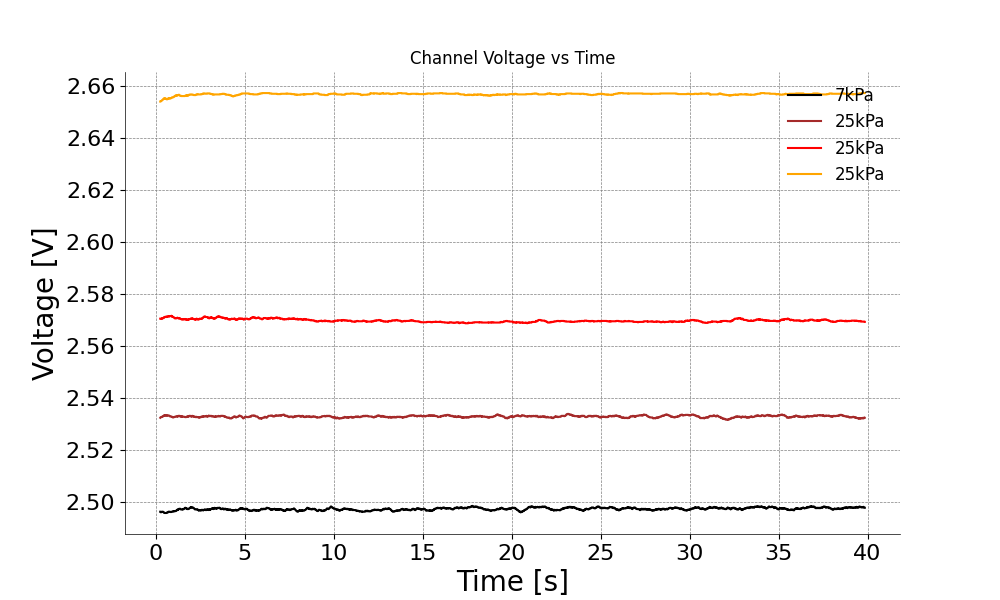 Channel Voltage vs Time
Voltage [V]
2.66
2.64
2.62
2.60
2.58
2.56
2.54
2.52
2.50
7kPa
25kPa
25kPa
25kPa
0 5 10 15 20 25 30 35 40
Time [s]